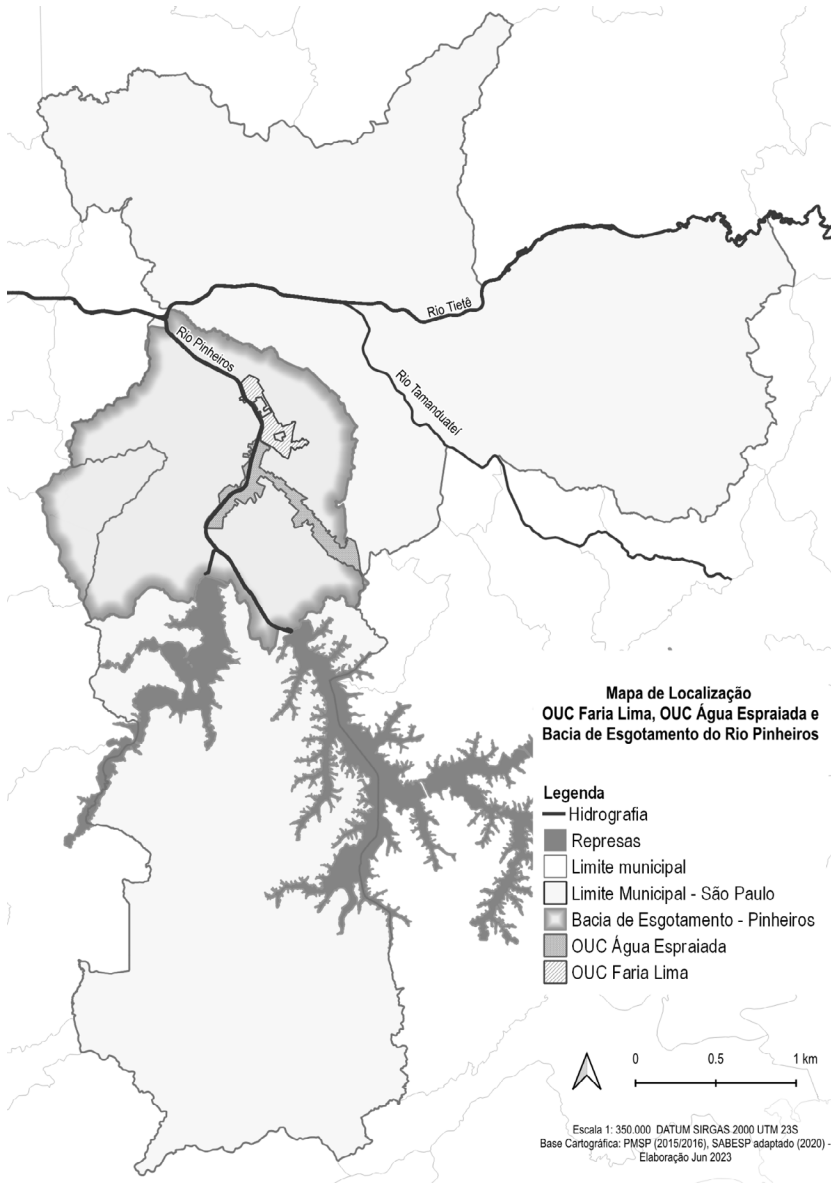 Rio Tietê
Rio Pinheiros
Rio Tamanduateí
Mapa de Localização
OUC Faria Lima, OUC Água Espraiada e
Bacia de Esgotamento do Rio Pinheiros
Legenda
Hidrografia
Represas
Limite municipal
Limite Municipal - São Paulo
Bacia de Esgotamento - Pinheiros
OUC Água Espraiada
OUC Faria Lima
0 0.5 1 km
Escala 1: 350.000 DATUM SIRGAS 2000 UTM 23S
Base Cartográfica: PMSP (2015/2016), SABESP adaptado (2020) -
Elaboração Jun 2023